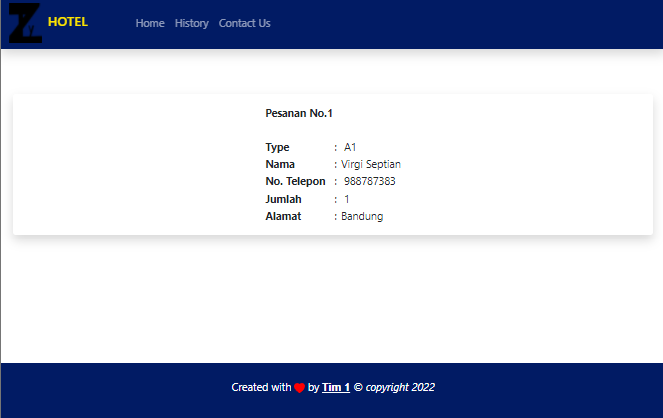 Z HOTEL Home History Contact Us
Pesanan No.1
Type : A1
Nama : Virgi Septian
No. Telepon : 988787383
Jumlah : 1
Alamat : Bandung
Created with ❤ by Tim 1 © copyright 2022